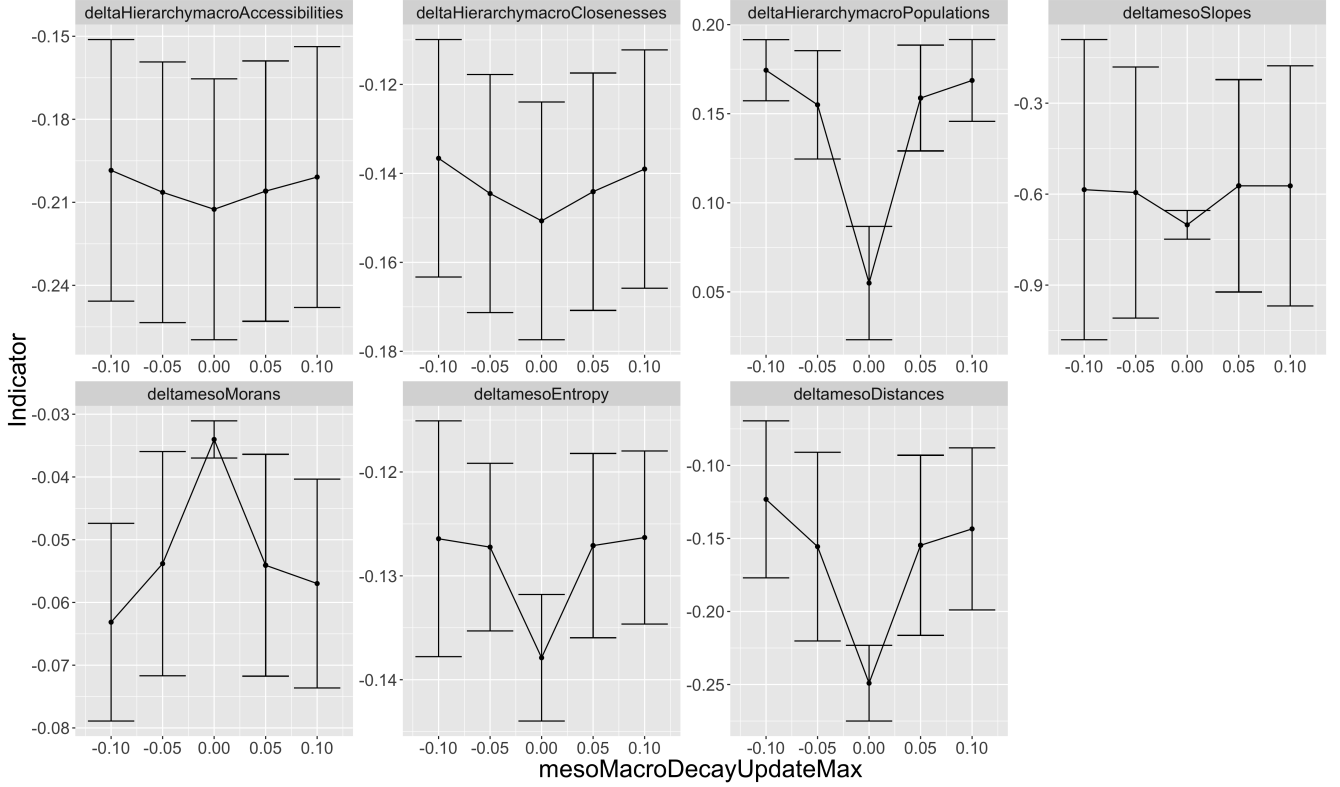 deltaHierarchymacroAccessibilities
deltaHierarchymacroClosenesses
deltaHierarchymacroPopulations
deltamesoSlopes
-0.15
-0.18
-0.21
-0.24
-0.12
-0.14
-0.16
-0.18
0.20
0.15
0.10
0.05
-0.3
-0.6
-0.9
-0.10 -0.05 0.00 0.05 0.10
-0.10 -0.05 0.00 0.05 0.10
-0.10 -0.05 0.00 0.05 0.10
-0.10 -0.05 0.00 0.05 0.10
Indicator
deltamesoMorans
deltamesoEntropy
deltamesoDistances
-0.03
-0.04
-0.05
-0.06
-0.07
-0.08
-0.12
-0.13
-0.14
-0.10
-0.15
-0.20
-0.25
-0.10 -0.05 0.00 0.05 0.10
-0.10 -0.05 0.00 0.05 0.10
-0.10 -0.05 0.00 0.05 0.10
mesoMacroDecayUpdateMax